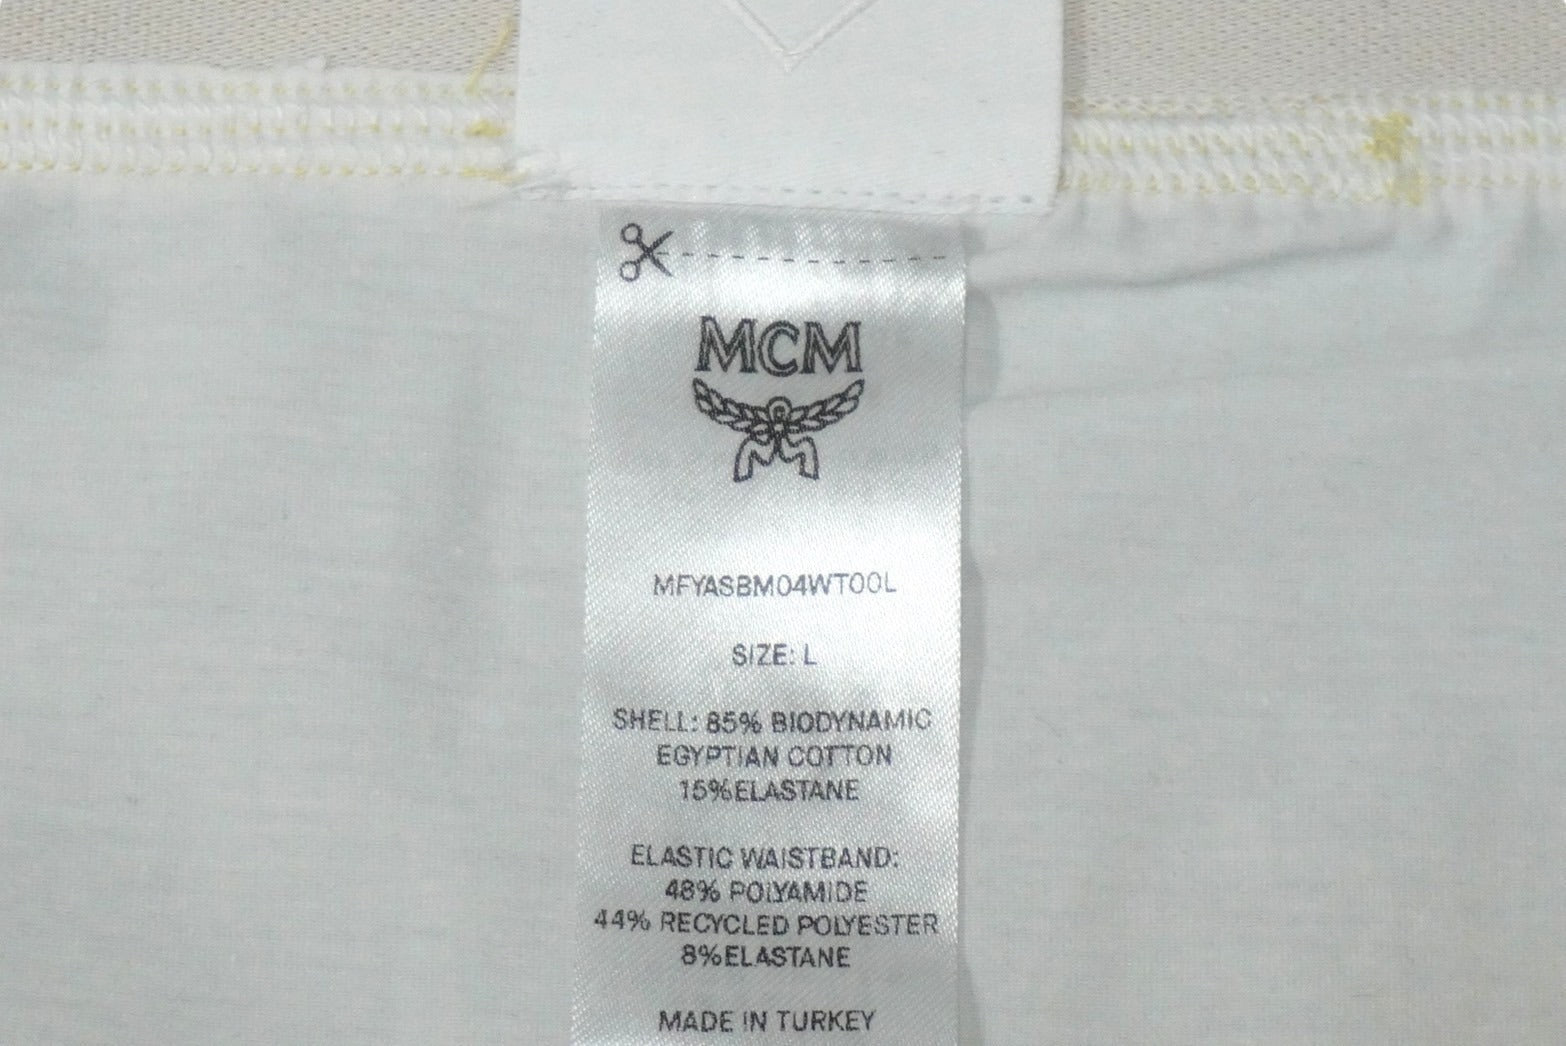 MCM
MFYASBM04WT00L
SIZE: L
SHELL: 85% BIODYNAMIC
EGYPTIAN COTTON
15%ELASTANE
ELASTIC WAISTBAND:
48% POLYAMIDE
44% RECYCLED POLYESTER
8%ELASTANE
MADE IN TURKEY